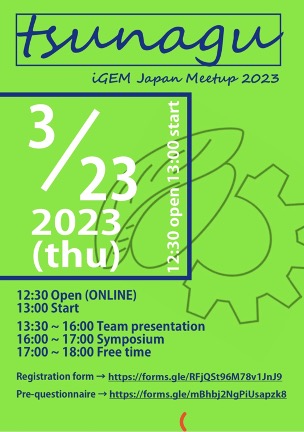 tsunagu
iGEM Japan Meetup 2023
3/23
2023
(thu)
12:30 open 13:00 start
12:30 Open (ONLINE)
13:00 Start
13:30 ~ 16:00 Team presentation
16:00 ~ 17:00 Symposium
17:00 ~ 18:00 Free time
Registration form → https://forms.gle/RFjQSt96M78v1JnJ9
Pre-questionnaire → https://forms.gle/mBhbj2NgPiUsapzk8